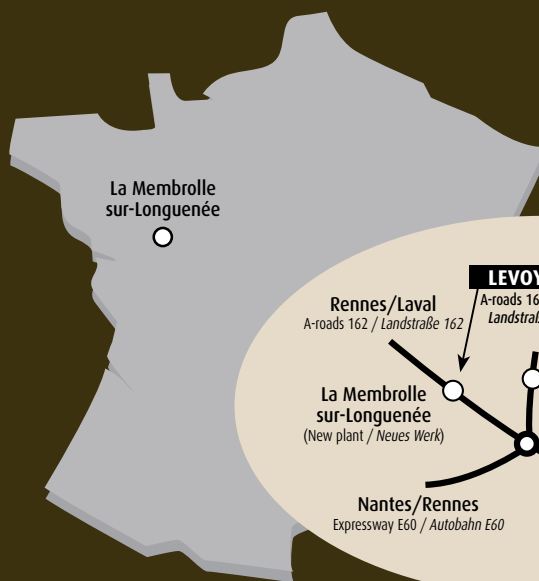 La Membrolle
sur-Longuenée
LEVOY
Rennes/Laval
A-roads 162 / Landstraße 162
A-roads 16
Landstraß
La Membrolle
sur-Longuenée
(New plant / Neues Werk)
Nantes/Rennes
Expressway E60 / Autobahn E60